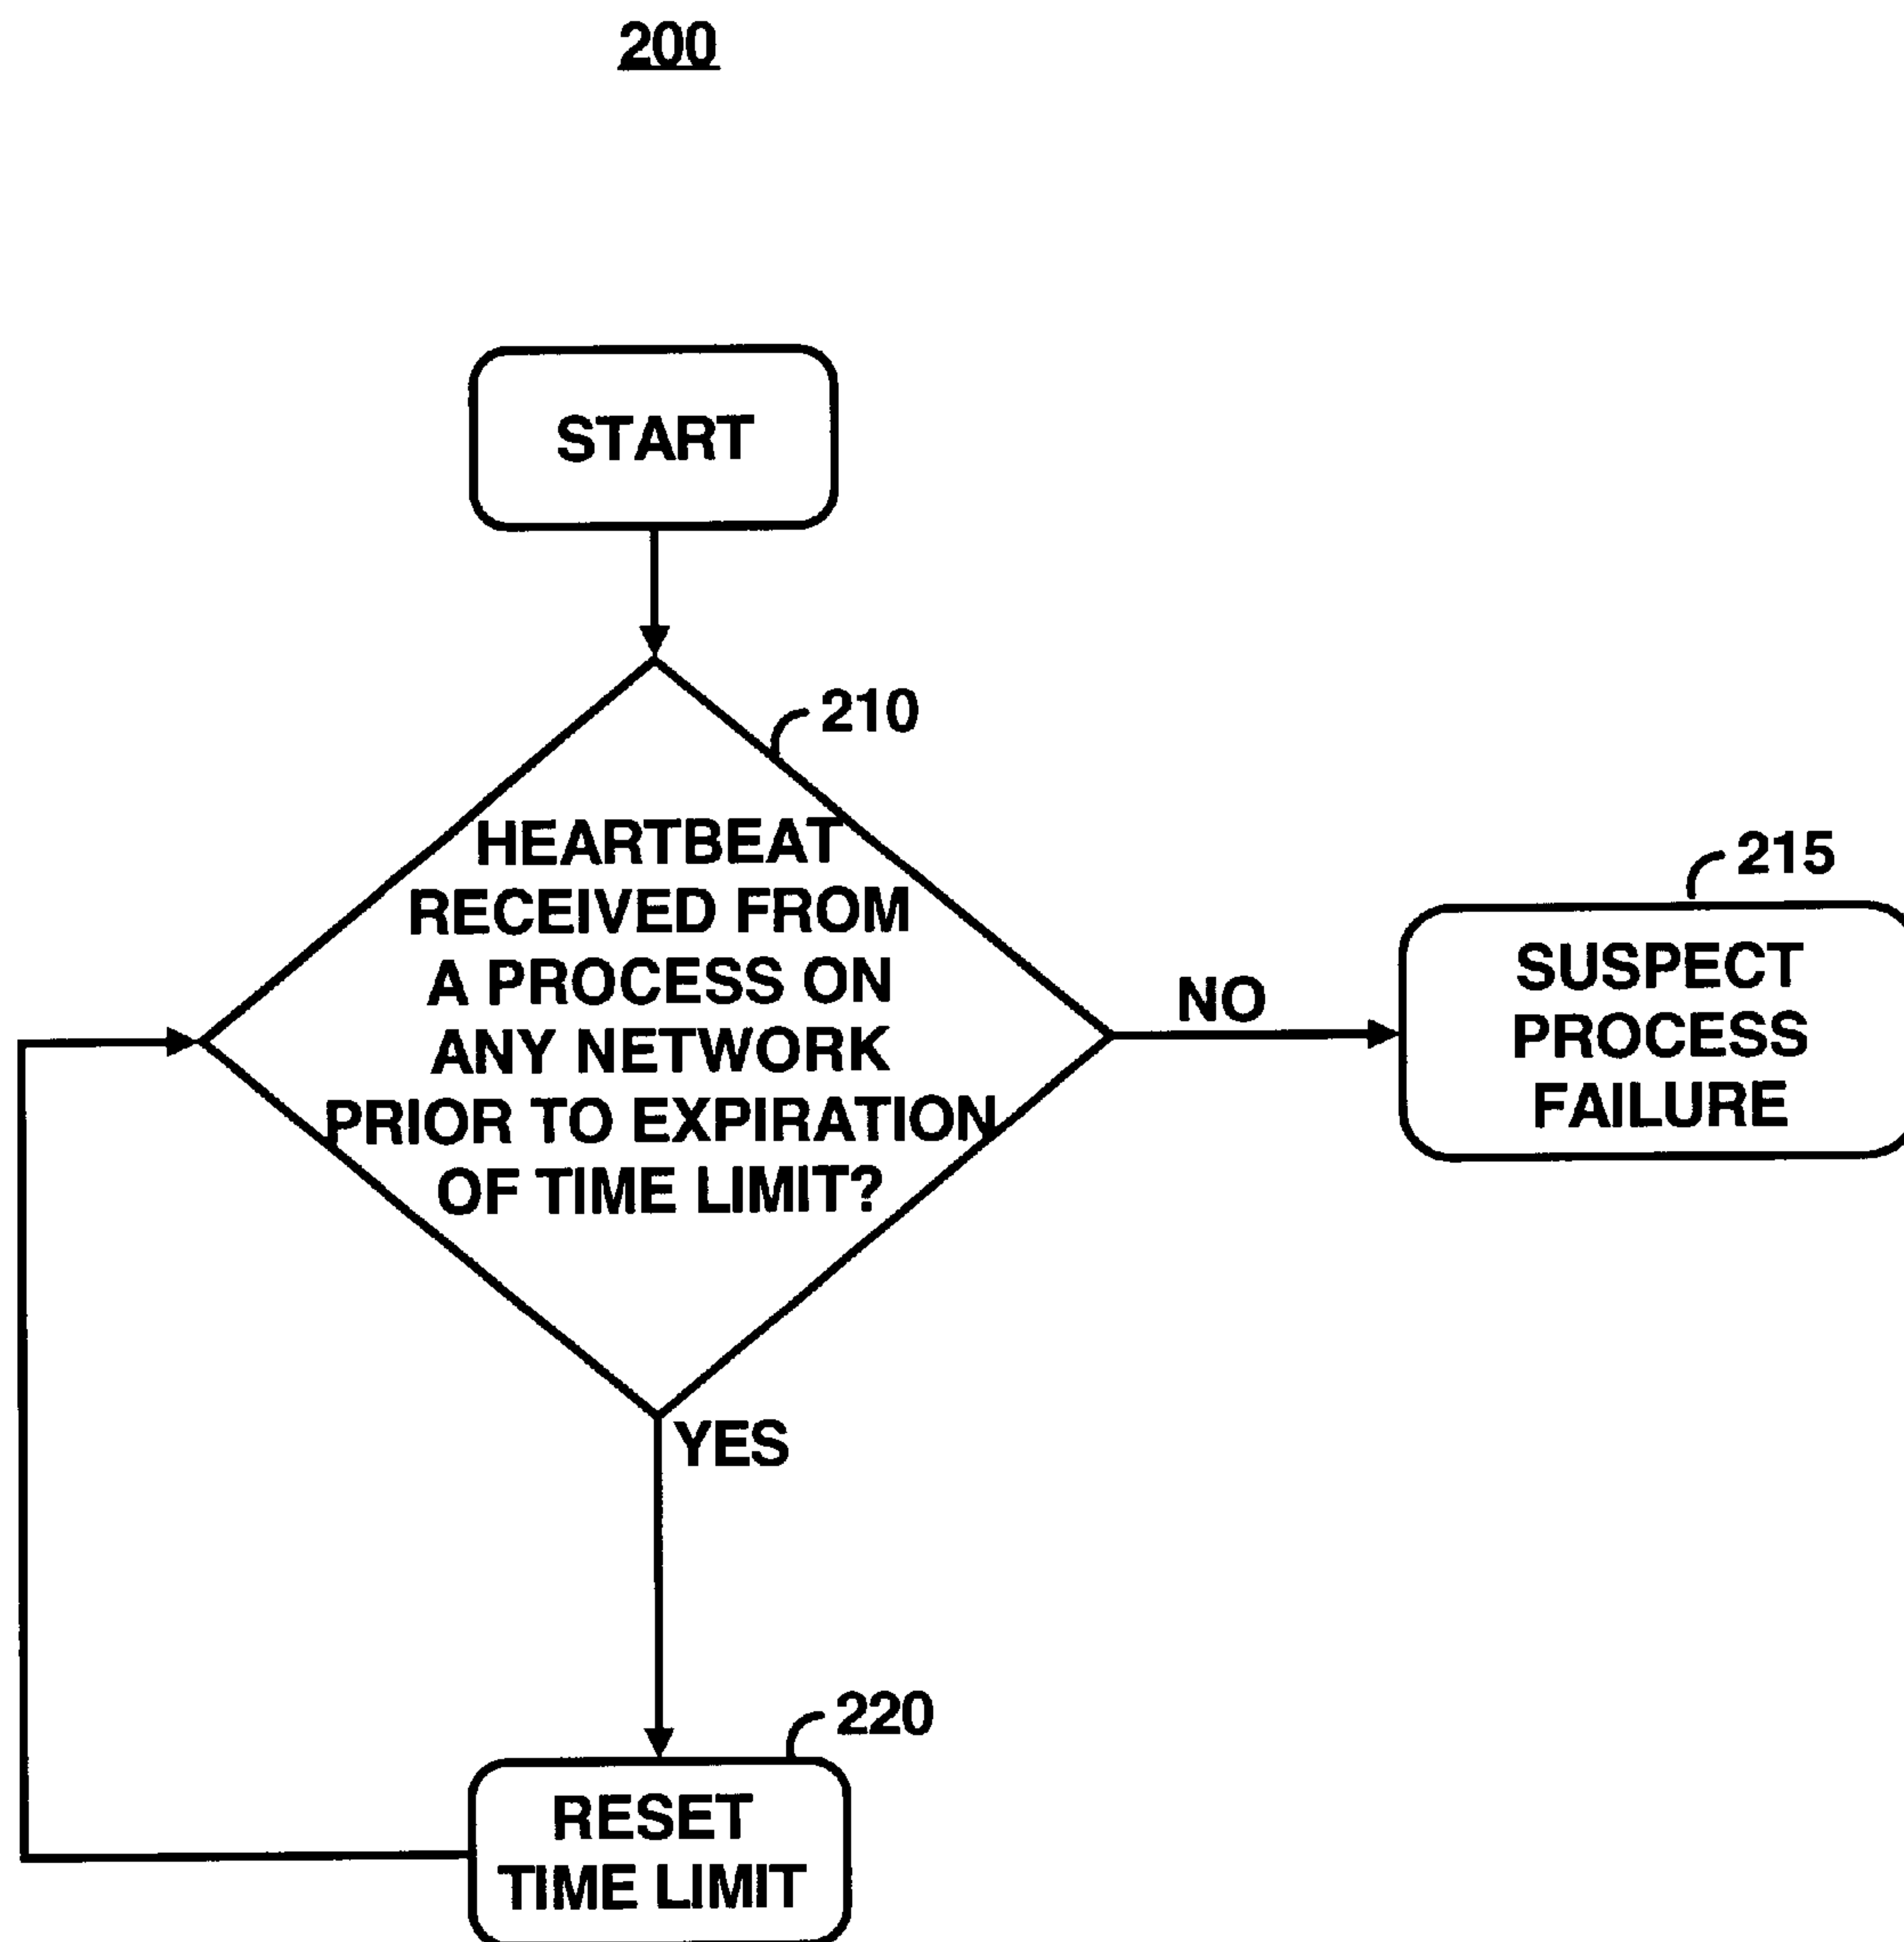 200
START
210
HEARTBEAT
RECEIVED FROM
A PROCESS ON
ANY NETWORK
PRIOR TO EXPIRATION
OF TIME LIMIT?
NO
215
SUSPECT
PROCESS
FAILURE
YES
220
RESET
TIME LIMIT